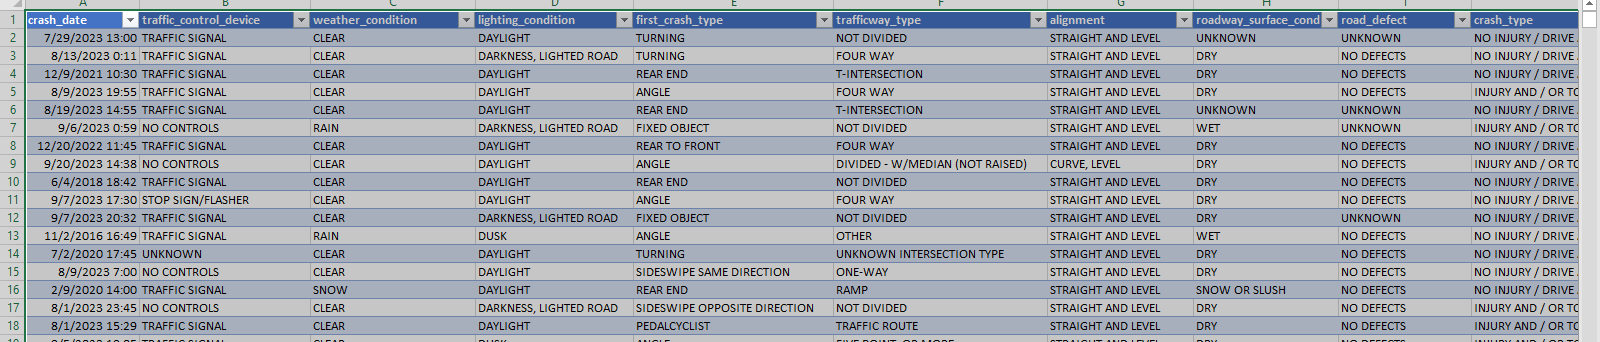 A B C D E F G H I
1 crash_date traffic_control_device weather_condition lighting_condition first_crash_type trafficway_type alignment roadway_surface_cond road_defect crash_type
2 7/29/2023 13:00 TRAFFIC SIGNAL CLEAR DAYLIGHT TURNING NOT DIVIDED STRAIGHT AND LEVEL UNKNOWN UNKNOWN NO INJURY / DRIVE
3 8/13/2023 0:11 TRAFFIC SIGNAL CLEAR DARKNESS, LIGHTED ROAD TURNING FOUR WAY STRAIGHT AND LEVEL DRY NO DEFECTS NO INJURY / DRIVE
4 12/9/2021 10:30 TRAFFIC SIGNAL CLEAR DAYLIGHT REAR END T-INTERSECTION STRAIGHT AND LEVEL DRY NO DEFECTS NO INJURY / DRIVE
5 8/9/2023 19:55 TRAFFIC SIGNAL CLEAR DAYLIGHT ANGLE FOUR WAY STRAIGHT AND LEVEL DRY NO DEFECTS INJURY AND / OR TO
6 8/19/2023 14:55 TRAFFIC SIGNAL CLEAR DAYLIGHT REAR END T-INTERSECTION STRAIGHT AND LEVEL UNKNOWN UNKNOWN NO INJURY / DRIVE
7 9/6/2023 0:59 NO CONTROLS RAIN DARKNESS, LIGHTED ROAD FIXED OBJECT NOT DIVIDED STRAIGHT AND LEVEL WET UNKNOWN INJURY AND / OR TO
8 12/20/2022 11:45 TRAFFIC SIGNAL CLEAR DAYLIGHT REAR TO FRONT FOUR WAY STRAIGHT AND LEVEL DRY NO DEFECTS NO INJURY / DRIVE
9 9/20/2023 14:38 NO CONTROLS CLEAR DAYLIGHT ANGLE DIVIDED - W/MEDIAN (NOT RAISED) CURVE, LEVEL DRY NO DEFECTS INJURY AND / OR TO
10 6/4/2018 18:42 TRAFFIC SIGNAL CLEAR DAYLIGHT REAR END NOT DIVIDED STRAIGHT AND LEVEL DRY NO DEFECTS NO INJURY / DRIVE
11 9/7/2023 17:30 STOP SIGN/FLASHER CLEAR DAYLIGHT ANGLE FOUR WAY STRAIGHT AND LEVEL DRY NO DEFECTS NO INJURY / DRIVE
12 9/7/2023 20:32 TRAFFIC SIGNAL CLEAR DARKNESS, LIGHTED ROAD FIXED OBJECT NOT DIVIDED STRAIGHT AND LEVEL DRY UNKNOWN NO INJURY / DRIVE
13 11/2/2016 16:49 TRAFFIC SIGNAL RAIN DUSK ANGLE OTHER STRAIGHT AND LEVEL WET NO DEFECTS NO INJURY / DRIVE
14 7/2/2020 17:45 UNKNOWN CLEAR DAYLIGHT TURNING UNKNOWN INTERSECTION TYPE STRAIGHT AND LEVEL DRY NO DEFECTS NO INJURY / DRIVE
15 8/9/2023 7:00 NO CONTROLS CLEAR DAYLIGHT SIDESWIPE SAME DIRECTION ONE-WAY STRAIGHT AND LEVEL DRY NO DEFECTS NO INJURY / DRIVE
16 2/9/2020 14:00 TRAFFIC SIGNAL SNOW DAYLIGHT REAR END RAMP STRAIGHT AND LEVEL SNOW OR SLUSH NO DEFECTS NO INJURY / DRIVE
17 8/1/2023 23:45 NO CONTROLS CLEAR DARKNESS, LIGHTED ROAD SIDESWIPE OPPOSITE DIRECTION NOT DIVIDED STRAIGHT AND LEVEL DRY NO DEFECTS INJURY AND / OR TO
18 8/1/2023 15:29 TRAFFIC SIGNAL CLEAR DAYLIGHT PEDALCYCLIST TRAFFIC ROUTE STRAIGHT AND LEVEL DRY NO DEFECTS INJURY AND / OR TO